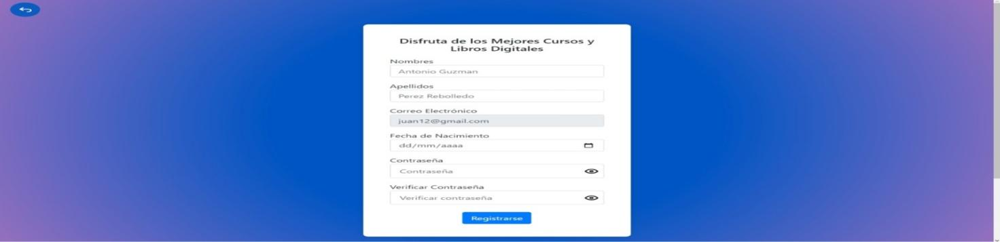 Disfruta de los Mejores Cursos y
Libros Digitales
Nombres
Antonio Guzman
Apellidos
Perez Rebolledo
Correo Electrónico
juan12@gmail.com
Fecha de Nacimiento
dd/mm/aaaa
Contraseña
Contraseña
Verificar Contraseña
Verificar contraseña
Registrarse